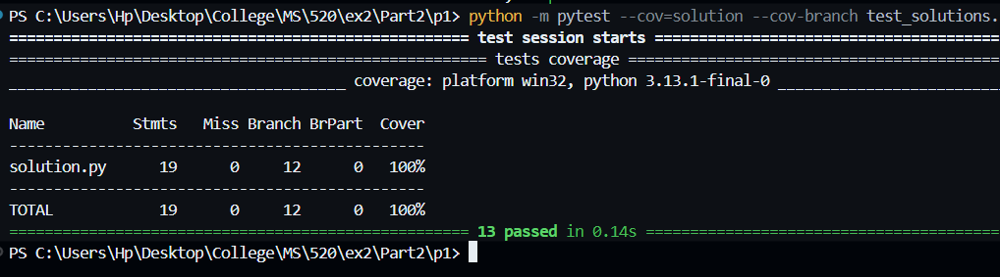 PS C:\Users\Hp\Desktop\College\MS\520\ex2\Part2\p1> python -m pytest --cov=solution --cov-branch test_solutions.
================================================== test session starts ======================================
==================================================== tests coverage ========================================
_____________________________________ coverage: platform win32, python 3.13.1-final-0 _________________________
Name Stmts Miss Branch BrPart Cover
---------------------------------------------
solution.py 19 0 12 0 100%
---------------------------------------------
TOTAL 19 0 12 0 100%
================================================== 13 passed in 0.14s =======================================
PS C:\Users\Hp\Desktop\College\MS\520\ex2\Part2\p1>